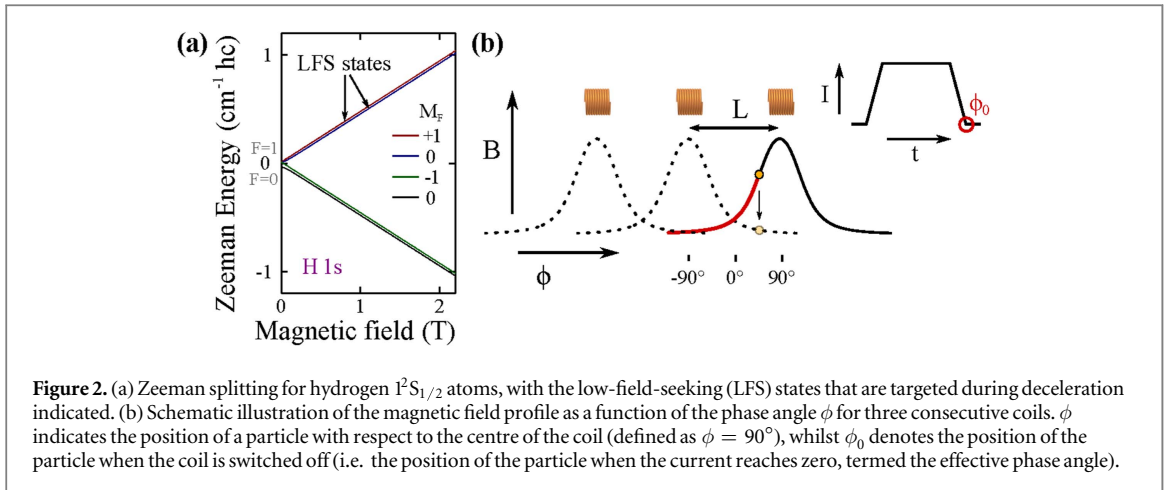 (a)
Zeeman Energy (cm⁻¹ hc)
1
0
-1
F=1
F=0
LFS states
M_F
+1
0
-1
0
H 1s
0
1
2
Magnetic field (T)
(b)
B
L
I
ϕ₀
t
-90°
0°
90°
ϕ
Figure 2. (a) Zeeman splitting for hydrogen 1²S₁/₂ atoms, with the low-field-seeking (LFS) states that are targeted during deceleration
indicated. (b) Schematic illustration of the magnetic field profile as a function of the phase angle ϕ for three consecutive coils. ϕ
indicates the position of a particle with respect to the centre of the coil (defined as ϕ = 90°), whilst ϕ₀ denotes the position of the
particle when the coil is switched off (i.e. the position of the particle when the current reaches zero, termed the effective phase angle).